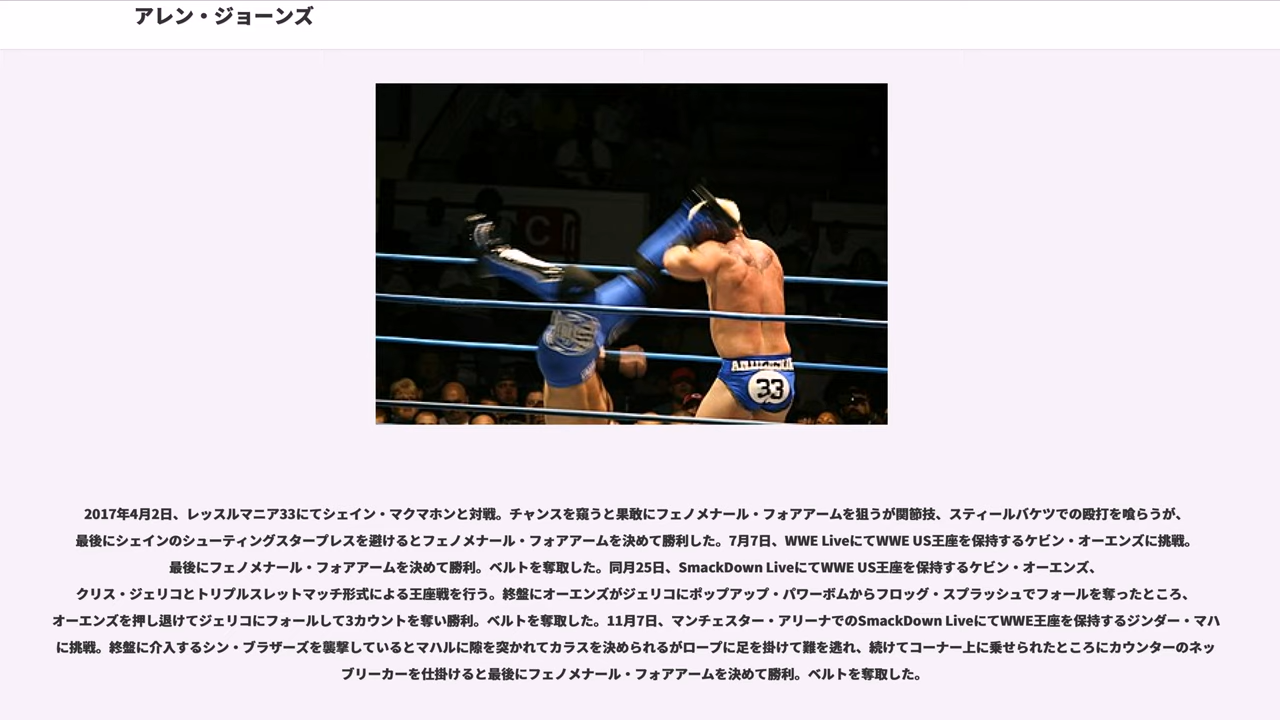 アレン・ジョーンズ
33
2017年4月2日、レッスルマニア33にてシェイン・マクマホンと対戦。チャンスを窺うと果敢にフェノメナール・フォアアームを狙うが関節技、スティールバケツでの殴打を喰らうが、
最後にシェインのシューティングスタープレスを避けるとフェノメナール・フォアアームを決めて勝利した。7月7日、WWE LiveにてWWE US王座を保持するケビン・オーエンズに挑戦。
最後にフェノメナール・フォアアームを決めて勝利。ベルトを奪取した。同月25日、SmackDown LiveにてWWE US王座を保持するケビン・オーエンズ、
クリス・ジェリコとトリプルスレットマッチ形式による王座戦を行う。終盤にオーエンズがジェリコにポップアップ・パワーボムからフロッグ・スプラッシュでフォールを奪ったところ、
オーエンズを押し退けてジェリコにフォールして3カウントを奪い勝利。ベルトを奪取した。11月7日、マンチェスター・アリーナでのSmackDown LiveにてWWE王座を保持するジンダー・マハ
に挑戦。終盤に介入するシン・ブラザーズを襲撃しているとマハルに隙を突かれてカラスを決められるがロープに足を掛けて難を逃れ、続けてコーナー上に乗せられたところにカウンターのネッ
ブリーカーを仕掛けると最後にフェノメナール・フォアアームを決めて勝利。ベルトを奪取した。